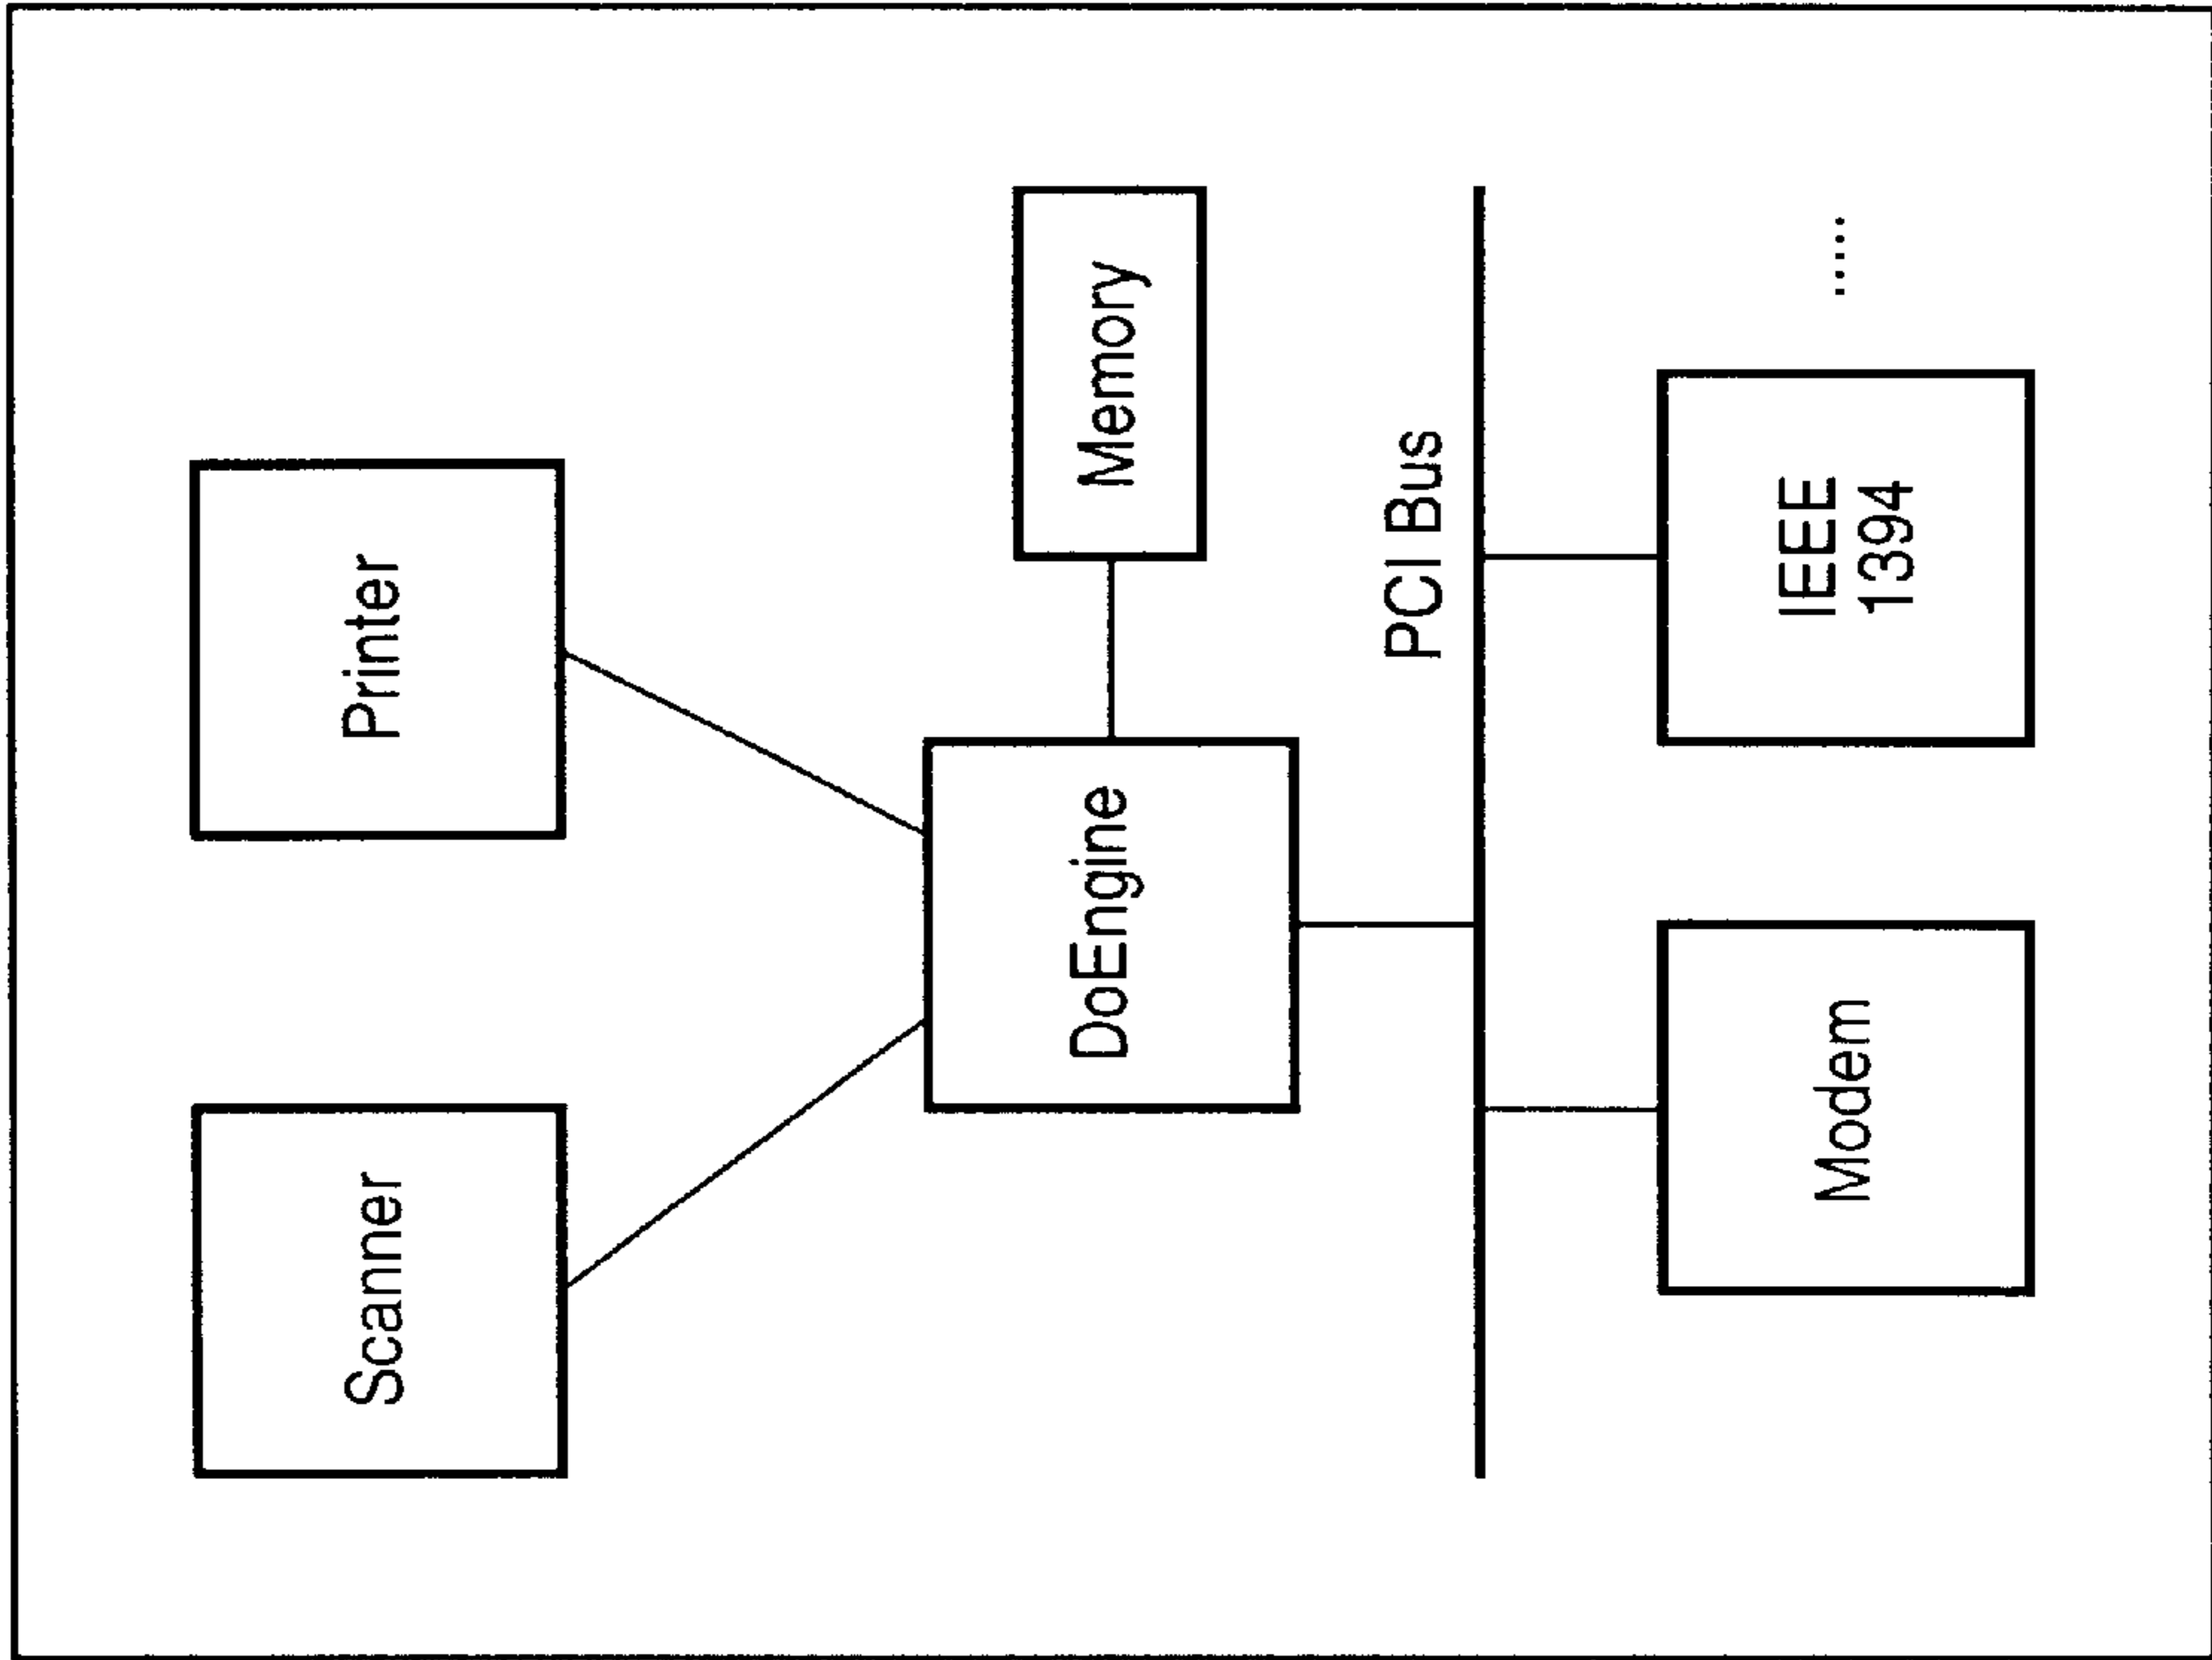 Scanner
Printer
DoEngine
Memory
PCI Bus
Modem
IEEE
1394
.....